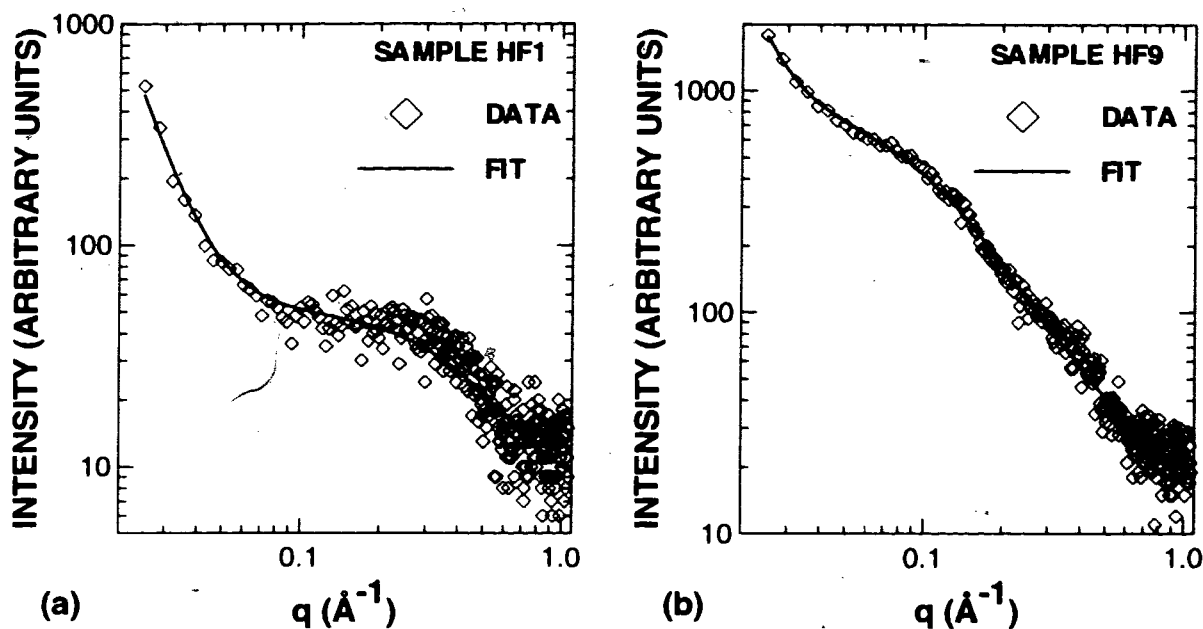 1000
100
10
INTENSITY (ARBITRARY UNITS)
SAMPLE HF1
DATA
FIT
0.1
1.0
(a)
q (Å⁻¹)
1000
100
10
INTENSITY (ARBITRARY UNITS)
SAMPLE HF9
DATA
FIT
0.1
1.0
(b)
q (Å⁻¹)